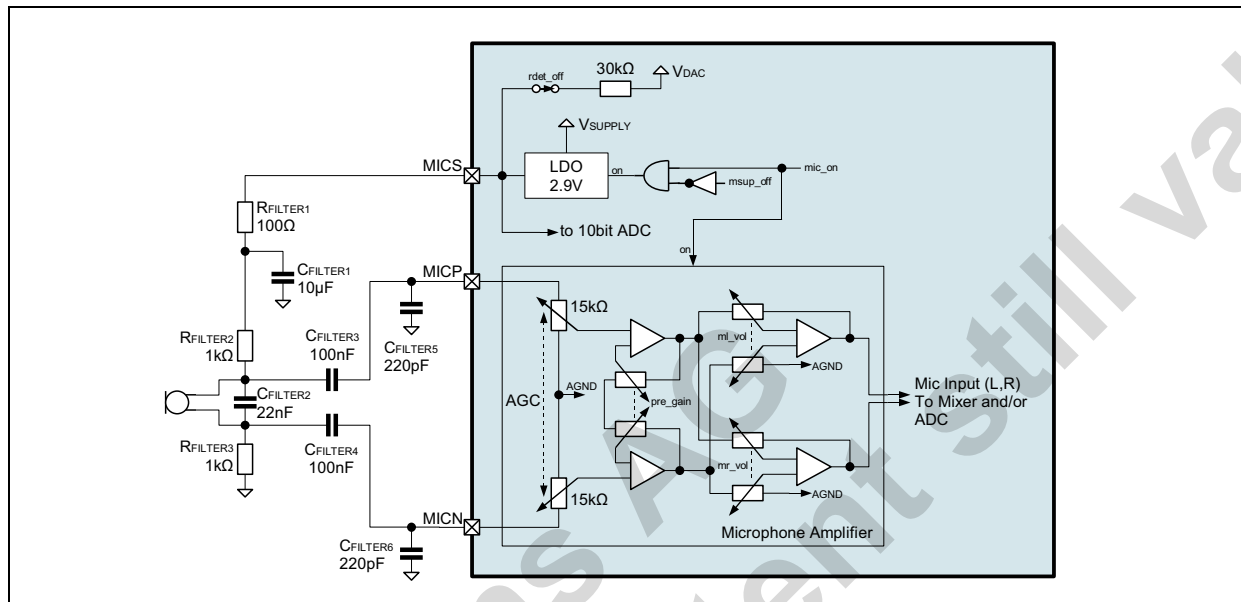 30kΩ
VDAC
rdet_off
VSUPPLY
MICS
LDO
2.9V
on
mic_on
msup_off
RFILTER1
100Ω
to 10bit ADC
on
CFILTER1
10µF
MICP
15kΩ
RFILTER2
1kΩ
CFILTER3
100nF
CFILTER5
220pF
ml_vol
AGND
AGC
AGND
pre_gain
Mic Input (L,R)
To Mixer and/or
ADC
CFILTER2
22nF
RFILTER3
1kΩ
CFILTER4
100nF
mr_vol
15kΩ
AGND
MICN
Microphone Amplifier
CFILTER6
220pF
AG
still